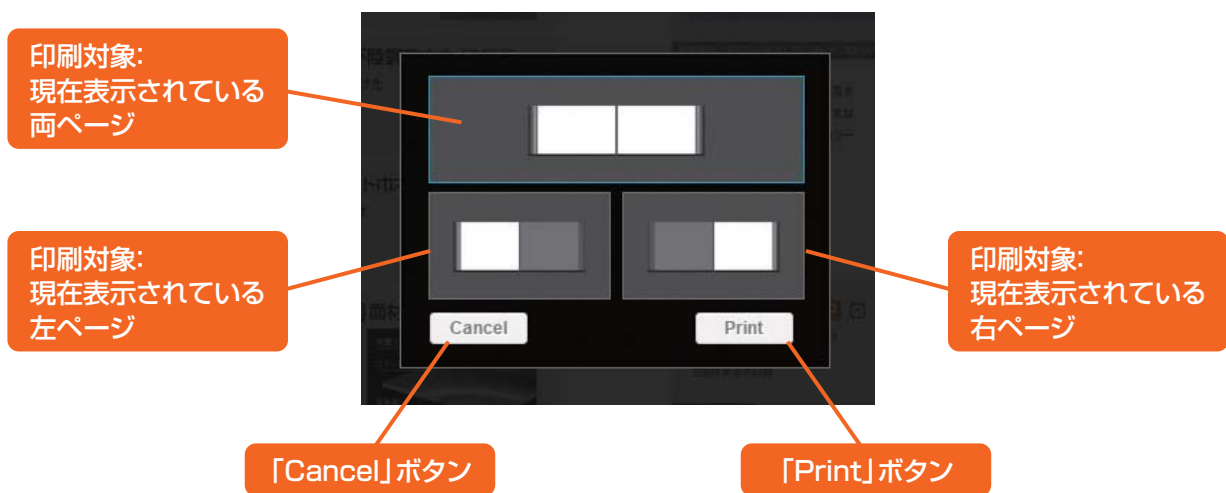 印刷対象:
現在表示されている
両ページ
印刷対象:
現在表示されている
左ページ
印刷対象:
現在表示されている
右ページ
Cancel
Print
「Cancel」ボタン
「Print」ボタン